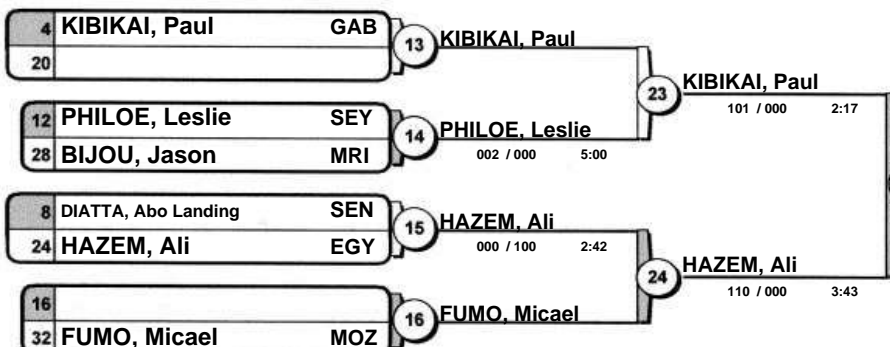 4 KIBIKAI, Paul GAB
20
13 KIBIKAI, Paul
23 KIBIKAI, Paul
101 / 000 2:17
12 PHILOE, Leslie SEY
28 BIJOU, Jason MRI
14 PHILOE, Leslie
002 / 000 5:00
8 DIATTA, Abo Landing SEN
24 HAZEM, Ali EGY
15 HAZEM, Ali
000 / 100 2:42
24 HAZEM, Ali
110 / 000 3:43
16
32 FUMO, Micael MOZ
16 FUMO, Micael